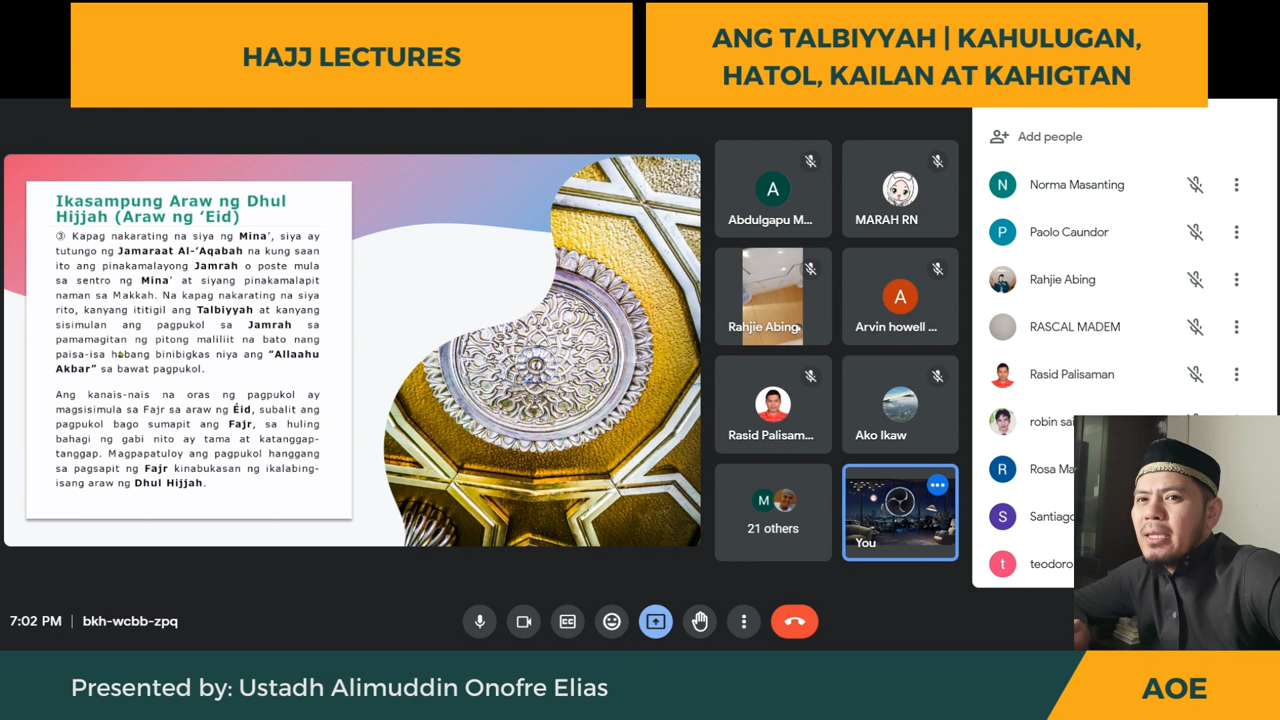 HAJJ LECTURES
ANG TALBIYYAH | KAHULUGAN,
HATOL, KAILAN AT KAHIGTAN
Ikasampung Araw ng Dhul
Hijjah (Araw ng ‘Eid)
③ Kapag nakarating na siya ng Mina’, siya ay
tutungo ng Jamaraat Al-‘Aqabah na kung saan
ito ang pinakamalayong Jamrah o poste mula
sa sentro ng Mina’ at siyang pinakamalapit
naman sa Makkah. Na kapag nakarating na siya
rito, kanyang ititigil ang Talbiyyah at kanyang
sisimulan ang pagpukol sa Jamrah sa
pamamagitan ng pitong maliliit na bato nang
paisa-isa habang binibigkas niya ang “Allaahu
Akbar” sa bawat pagpukol.
Ang kanais-nais na oras ng pagpukol ay
magsisimula sa Fajr sa araw ng Éid, subalit ang
pagpukol bago sumapit ang Fajr, sa huling
bahagi ng gabi nito ay tama at katanggap-
tanggap. Magpapatuloy ang pagpukol hanggang
sa pagsapit ng Fajr kinabukasan ng ikalabing-
isang araw ng Dhul Hijjah.
A
Abdulgapu M...
MARAH RN
Rahjie Abing
A
Arvin howell ...
Rasid Palisam...
Ako Ikaw
M
21 others
You
Add people
N Norma Masanting
P Paolo Caundor
Rahjie Abing
RASCAL MADEM
Rasid Palisaman
robin sai
R Rosa Ma
S Santiago
t teodoro
7:02 PM | bkh-wcbb-zpq
Presented by: Ustadh Alimuddin Onofre Elias
AOE